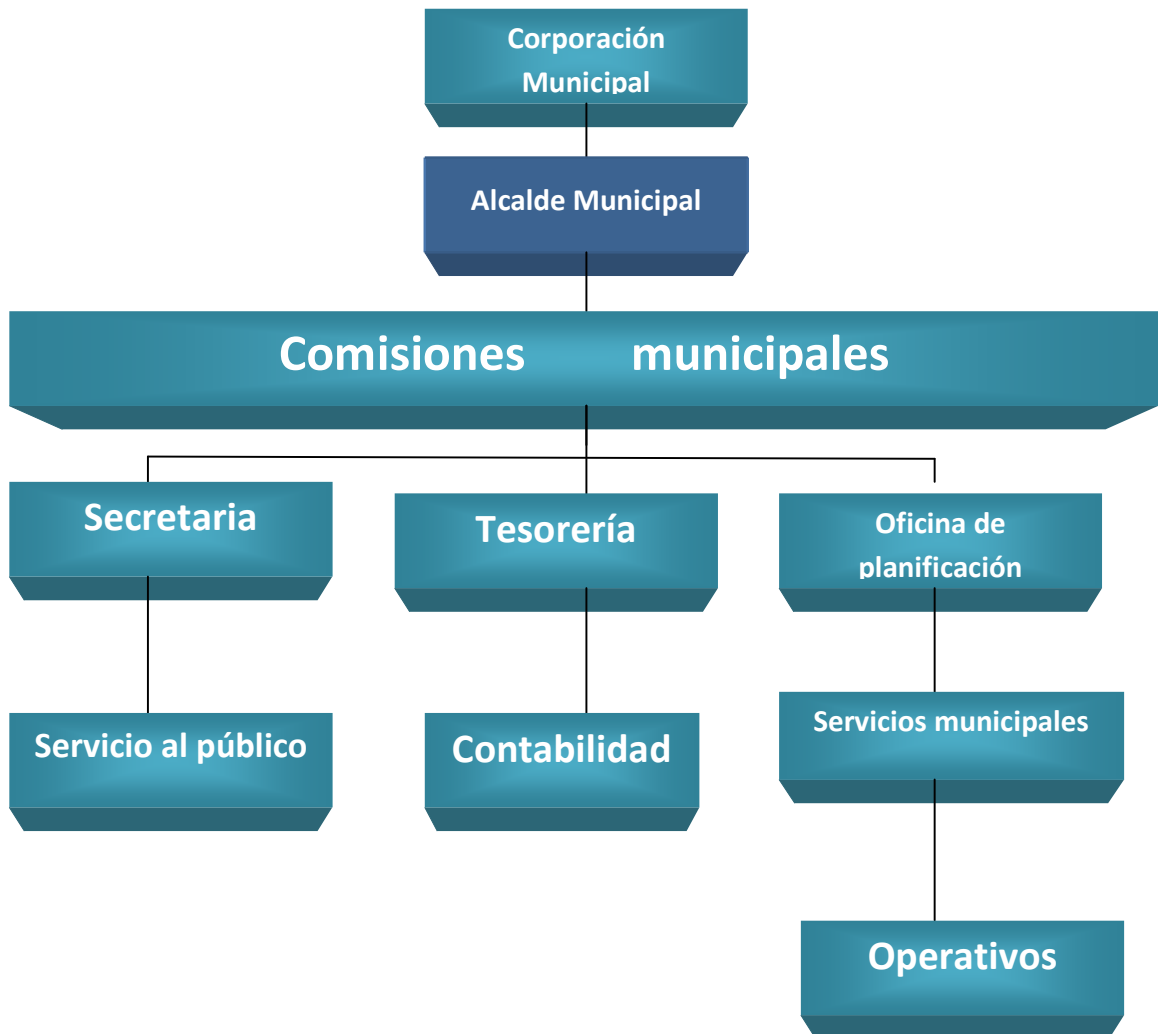 Corporación
Municipal
Alcalde Municipal
Comisiones municipales
Secretaria
Tesorería
Oficina de
planificación
Servicio al público
Contabilidad
Servicios municipales
Operativos